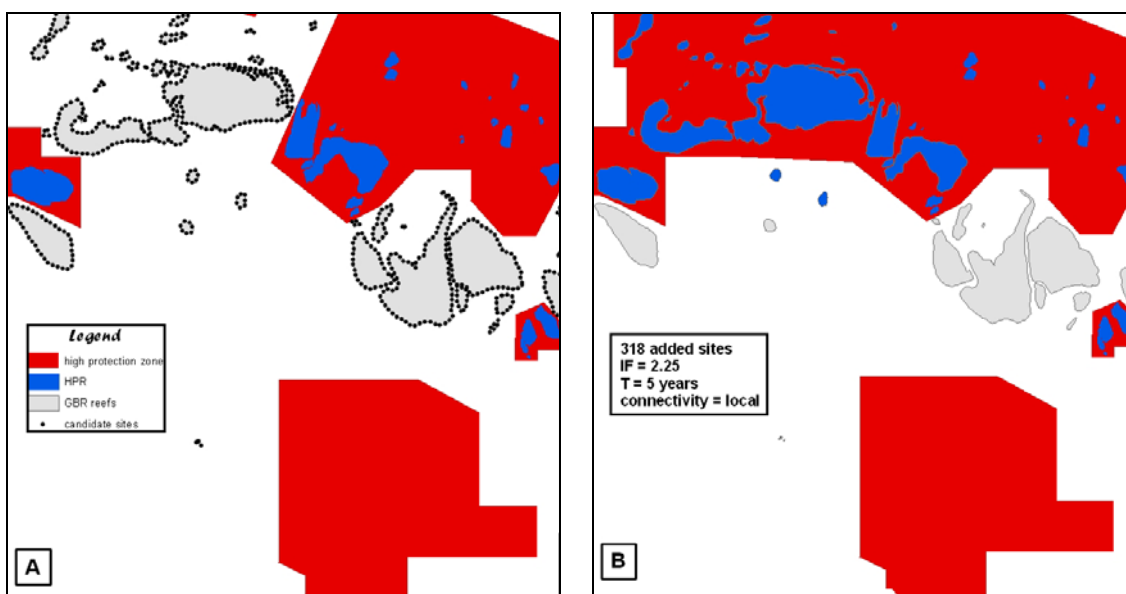 Legend
high protection zone
HPR
GBR reefs
candidate sites
A
318 added sites
IF = 2.25
T = 5 years
connectivity = local
B